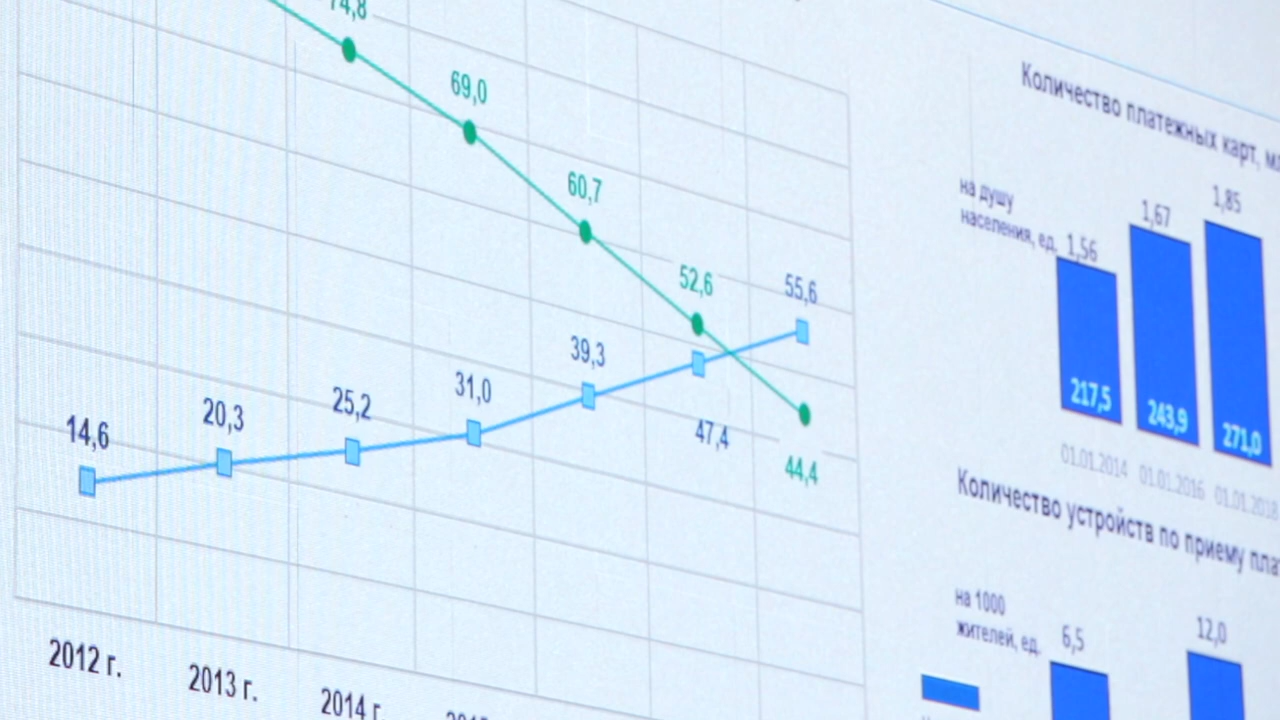 74,8
69,0
60,7
52,6
44,4
14,6
20,3
25,2
31,0
39,3
47,4
55,6
2012 г.
2013 г.
2014 г.
Количество платежных карт,
на душу
населения, ед.
1,56
1,67
1,85
217,5
243,9
271,0
01.01.2014 01.01.2016 01.01.2018
Количество устройств по приему
на 1000
жителей, ед.
6,5
12,0